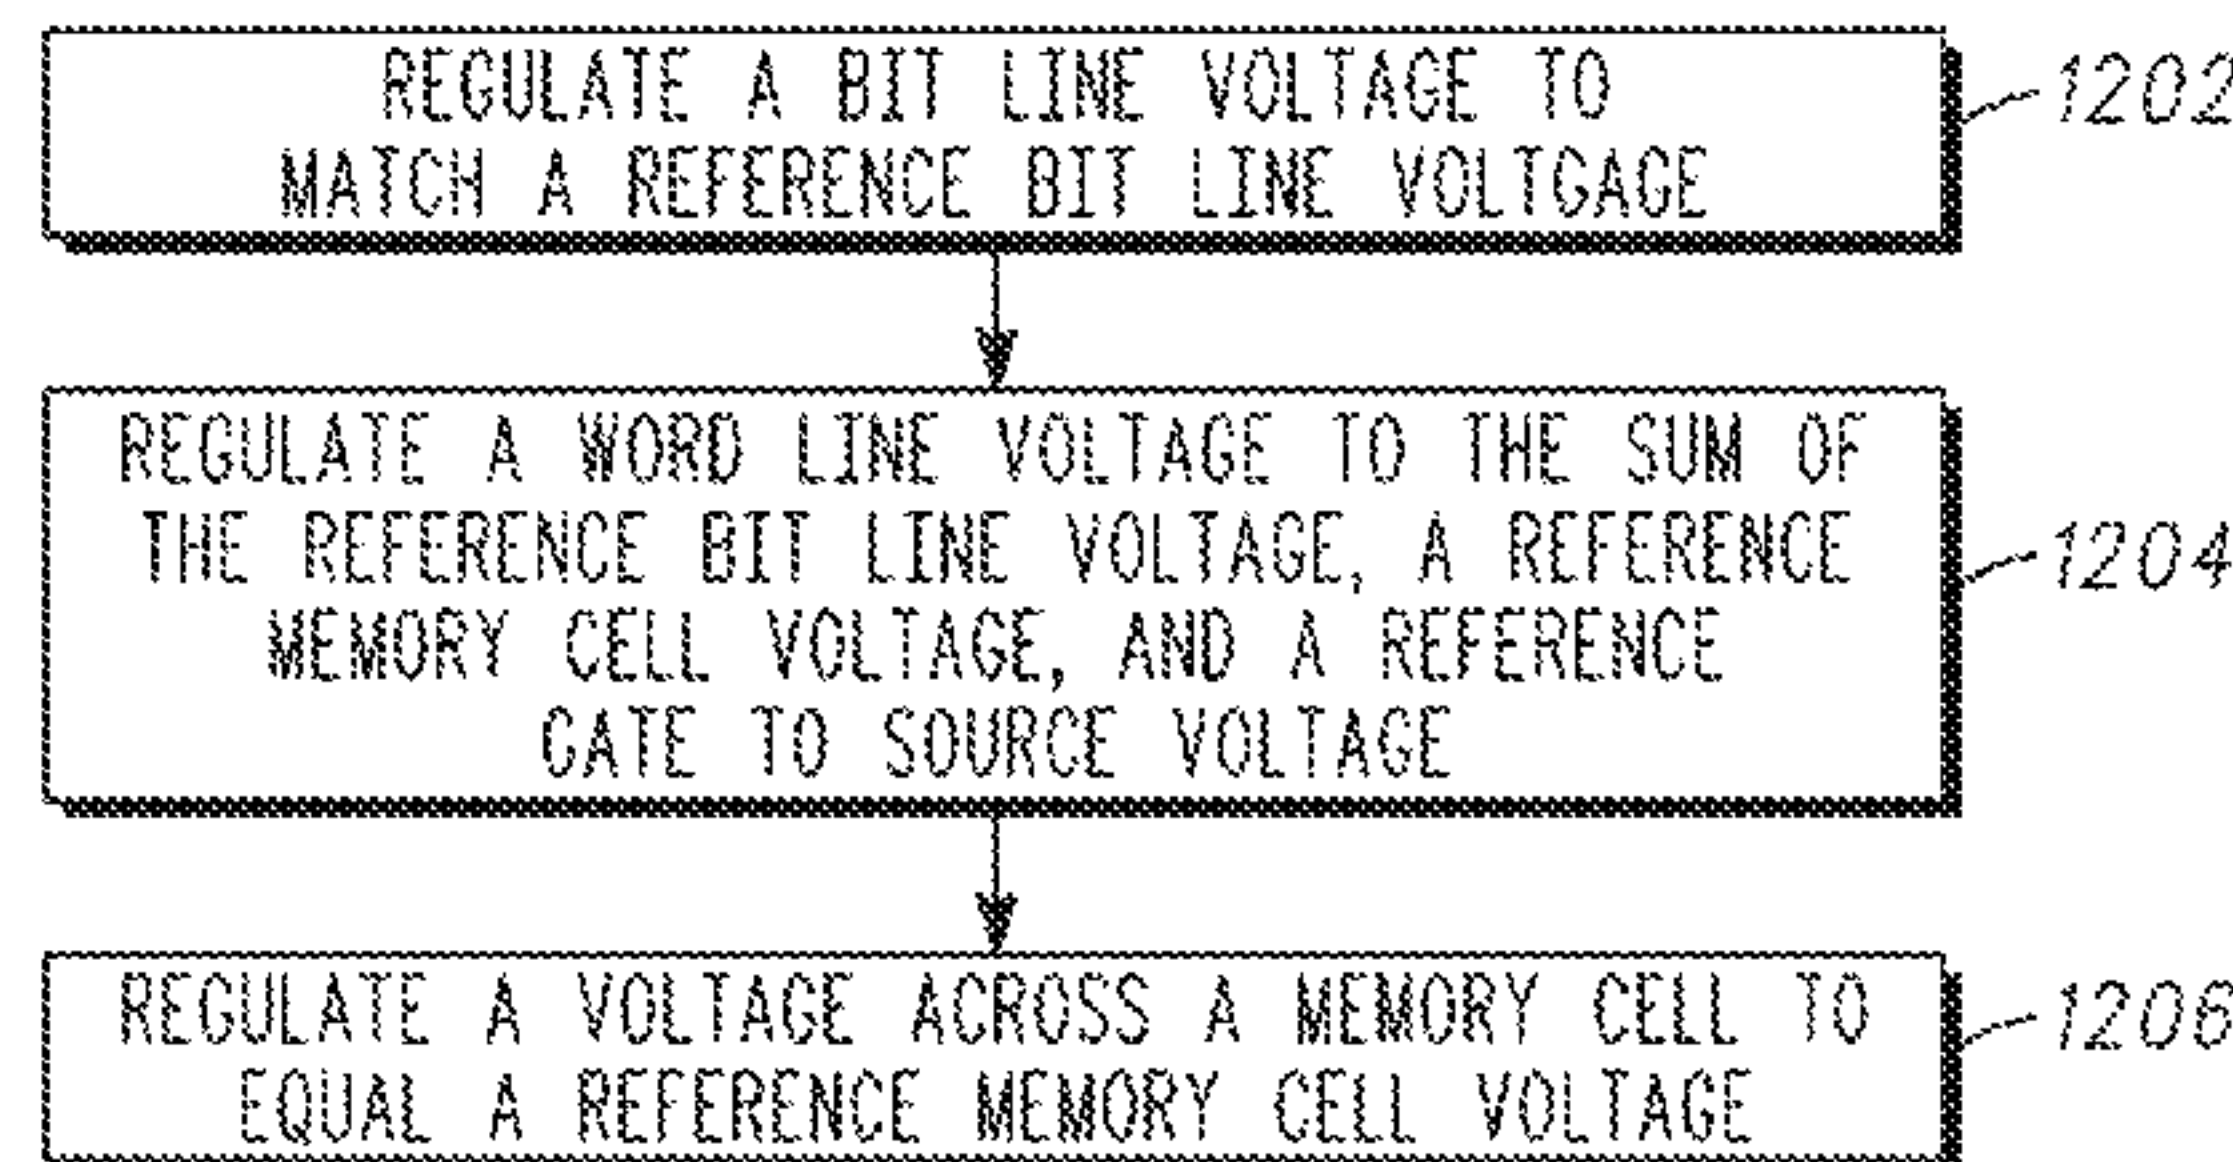 REGULATE A BIT LINE VOLTAGE TO
MATCH A REFERENCE BIT LINE VOLTGAGE
1202
REGULATE A WORD LINE VOLTAGE TO THE SUM OF
THE REFERENCE BIT LINE VOLTAGE, A REFERENCE
MEMORY CELL VOLTAGE, AND A REFERENCE
GATE TO SOURCE VOLTAGE
1204
REGULATE A VOLTAGE ACROSS A MEMORY CELL TO
EQUAL A REFERENCE MEMORY CELL VOLTAGE
1206